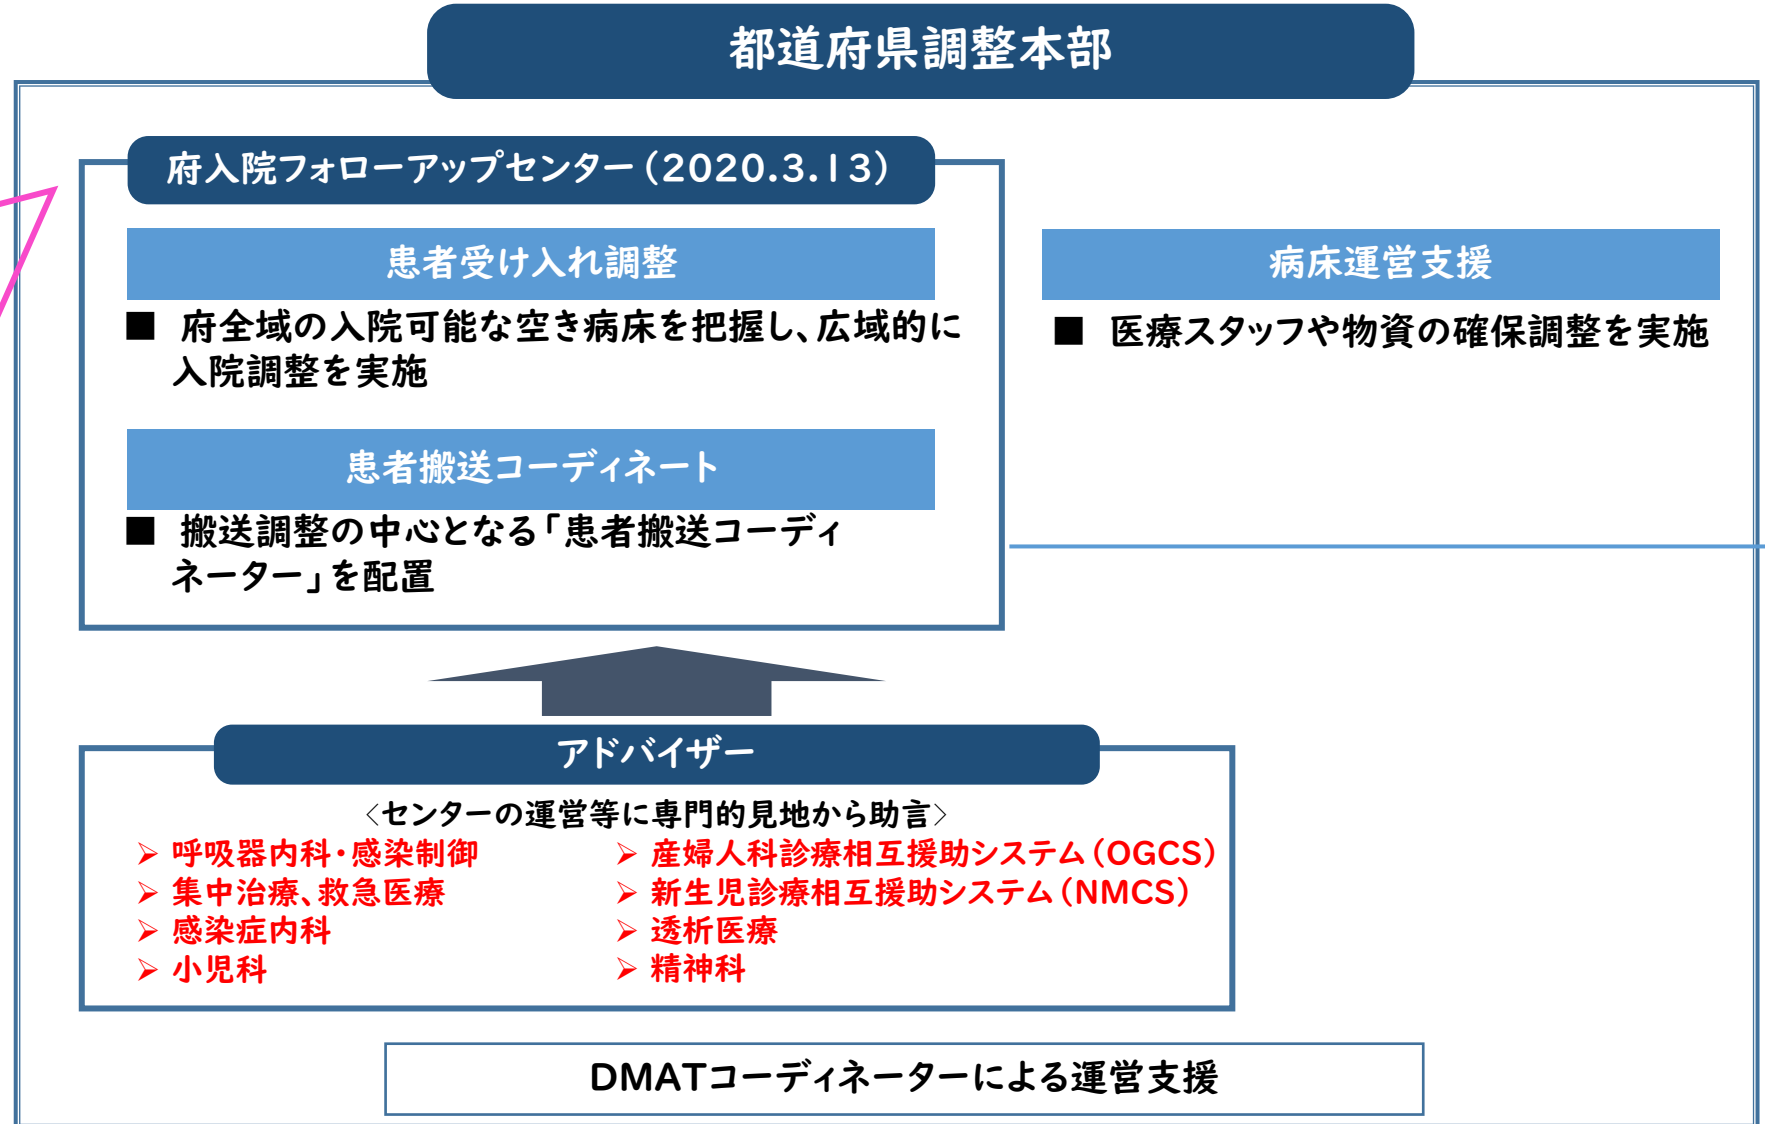 都道府県調整本部
府入院フォローアップセンター(2020.3.13)
患者受け入れ調整
■ 府全域の入院可能な空き病床を把握し、広域的に
入院調整を実施
患者搬送コーディネート
■ 搬送調整の中心となる「患者搬送コーディ
ネーター」を配置
病床運営支援
■ 医療スタッフや物資の確保調整を実施
アドバイザー
<センターの運営等に専門的見地から助言>
➢ 呼吸器内科・感染制御
➢ 集中治療、救急医療
➢ 感染症内科
➢ 小児科
➢ 産婦人科診療相互援助システム(OGCS)
➢ 新生児診療相互援助システム(NMCS)
➢ 透析医療
➢ 精神科
DMATコーディネーターによる運営支援